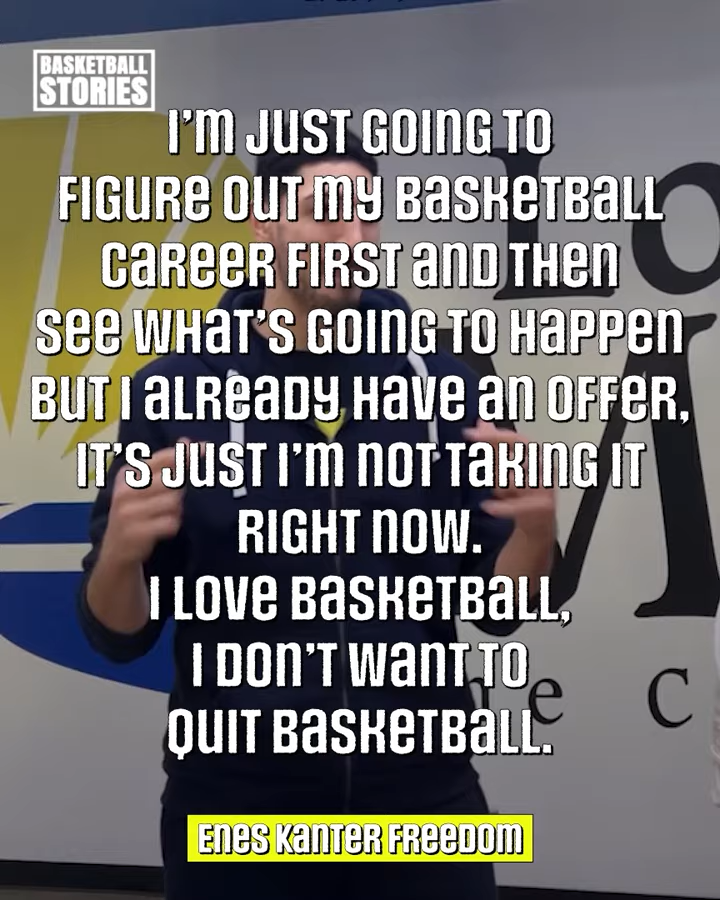 BASKETBALL
STORIES
I'M JUST GOING TO
FIGURE OUT MY BASKETBALL
CAREER FIRST AND THEN
SEE WHAT'S GOING TO HAPPEN
BUT I ALREADY HAVE AN OFFER,
IT'S JUST I'M NOT TAKING IT
RIGHT NOW.
I LOVE BASKETBALL,
I DON'T WANT TO
QUIT BASKETBALL.
ENES KANTER FREEDOM